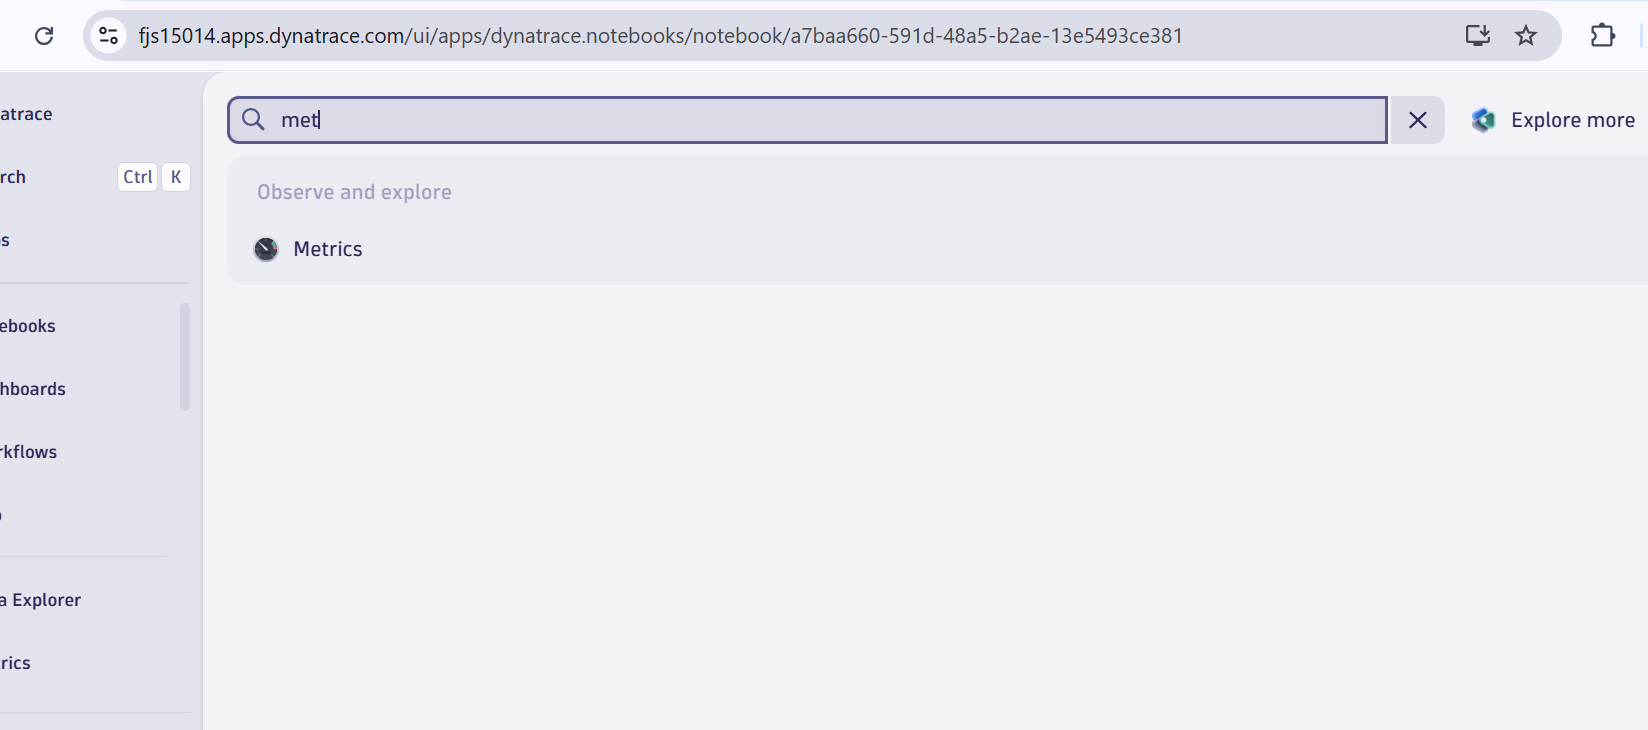 fjs15014.apps.dynatrace.com/ui/apps/dynatrace.notebooks/notebook/a7baa660-591d-48a5-b2ae-13e5493ce381
atrace
met
Explore more
rch
Ctrl
K
Observe and explore
s
Metrics
ebooks
hboards
rkflows
a Explorer
rics